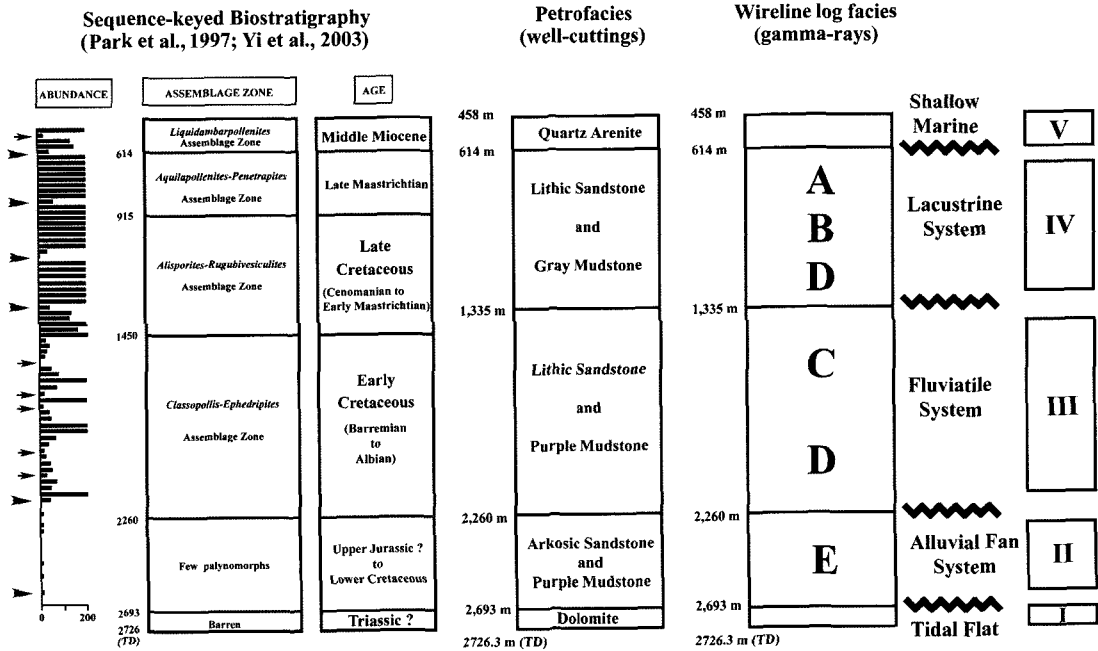 Sequence-keyed Biostratigraphy
(Park et al., 1997; Yi et al., 2003)
Petrofacies
(well-cuttings)
Wireline log facies
(gamma-rays)
ABUNDANCE
ASSEMBLAGE ZONE
AGE
614
915
1450
2260
2693
2726
(TD)
0
200
Liquidambarpollenites
Assemblage Zone
Aquilapollenites-Penetrapites
Assemblage Zone
Alisporites-Rugubivesiculites
Assemblage Zone
Classopollis-Ephedripites
Assemblage Zone
Few palynomorphs
Barren
Middle Miocene
Late Maastrichtian
Late
Cretaceous
(Cenomanian to
Early Maastrichtian)
Early
Cretaceous
(Barremian
to
Albian)
Upper Jurassic ?
to
Lower Cretaceous
Triassic ?
458 m
614 m
1,335 m
2,260 m
2,693 m
2726.3 m (TD)
Quartz Arenite
Lithic Sandstone
and
Gray Mudstone
Lithic Sandstone
and
Purple Mudstone
Arkosic Sandstone
and
Purple Mudstone
Dolomite
458 m
614 m
1,335 m
2,260 m
2,693 m
2726.3 m (TD)
A
B
D
C
D
E
Shallow
Marine
Lacustrine
System
Fluviatile
System
Alluvial Fan
System
Tidal Flat
V
IV
III
II
I